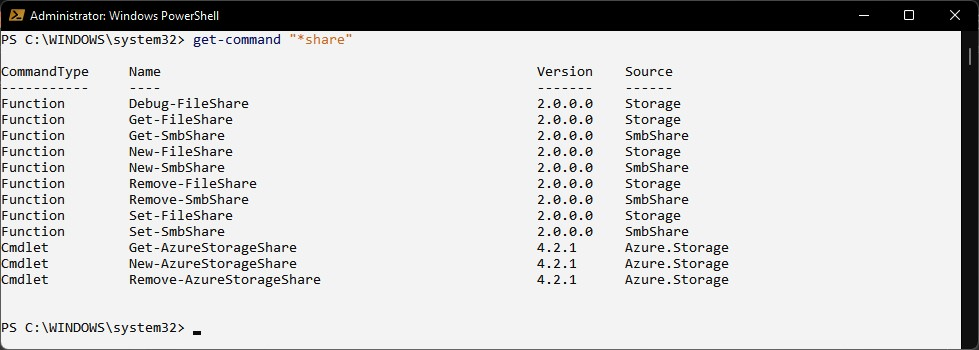 Administrator: Windows PowerShell
PS C:\WINDOWS\system32> get-command "*share"
CommandType     Name                                               Version    Source
-----------     ----                                               -------    ------
Function        Debug-FileShare                                    2.0.0.0    Storage
Function        Get-FileShare                                      2.0.0.0    Storage
Function        Get-SmbShare                                       2.0.0.0    SmbShare
Function        New-FileShare                                      2.0.0.0    Storage
Function        New-SmbShare                                       2.0.0.0    SmbShare
Function        Remove-FileShare                                   2.0.0.0    Storage
Function        Remove-SmbShare                                    2.0.0.0    SmbShare
Function        Set-FileShare                                      2.0.0.0    Storage
Function        Set-SmbShare                                       2.0.0.0    SmbShare
Cmdlet          Get-AzureStorageShare                              4.2.1      Azure.Storage
Cmdlet          New-AzureStorageShare                              4.2.1      Azure.Storage
Cmdlet          Remove-AzureStorageShare                           4.2.1      Azure.Storage
PS C:\WINDOWS\system32>